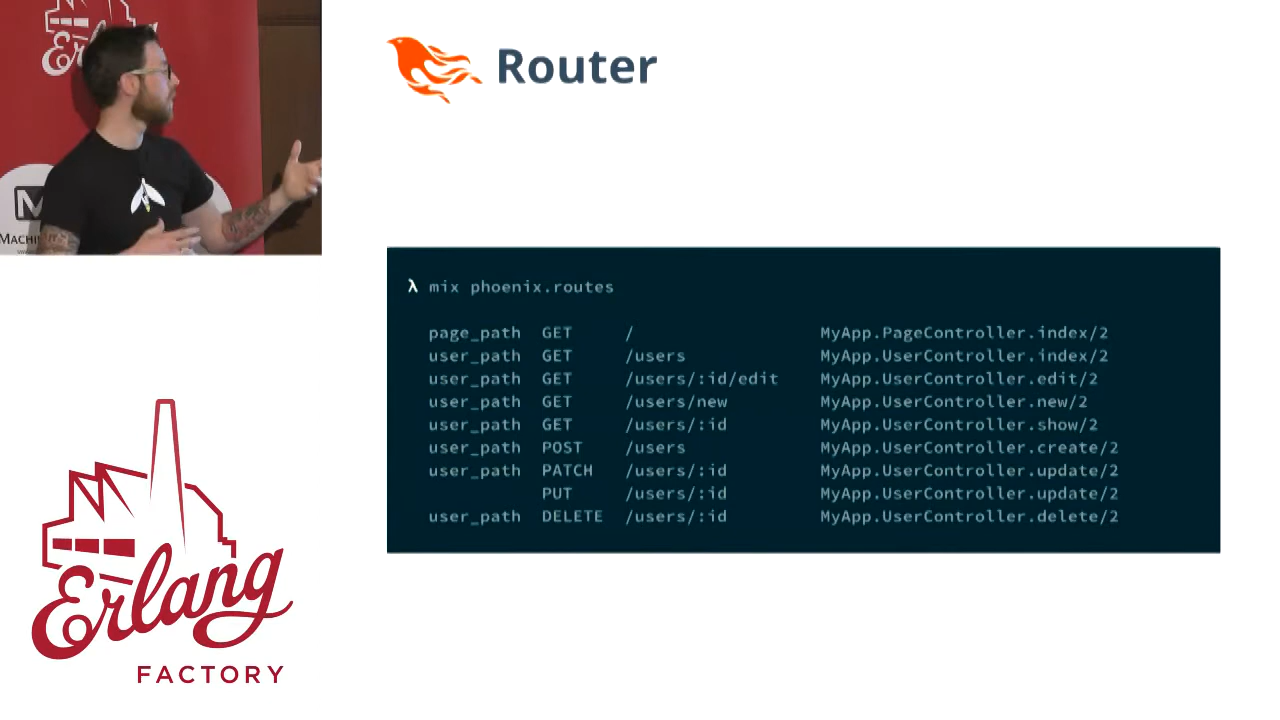 Er
M
MACHI
Router
λ mix phoenix.routes
page_path GET / MyApp.PageController.index/2
user_path GET /users MyApp.UserController.index/2
user_path GET /users/:id/edit MyApp.UserController.edit/2
user_path GET /users/new MyApp.UserController.new/2
user_path GET /users/:id MyApp.UserController.show/2
user_path POST /users MyApp.UserController.create/2
user_path PATCH /users/:id MyApp.UserController.update/2
PUT /users/:id MyApp.UserController.update/2
user_path DELETE /users/:id MyApp.UserController.delete/2
Erlang
FACTORY